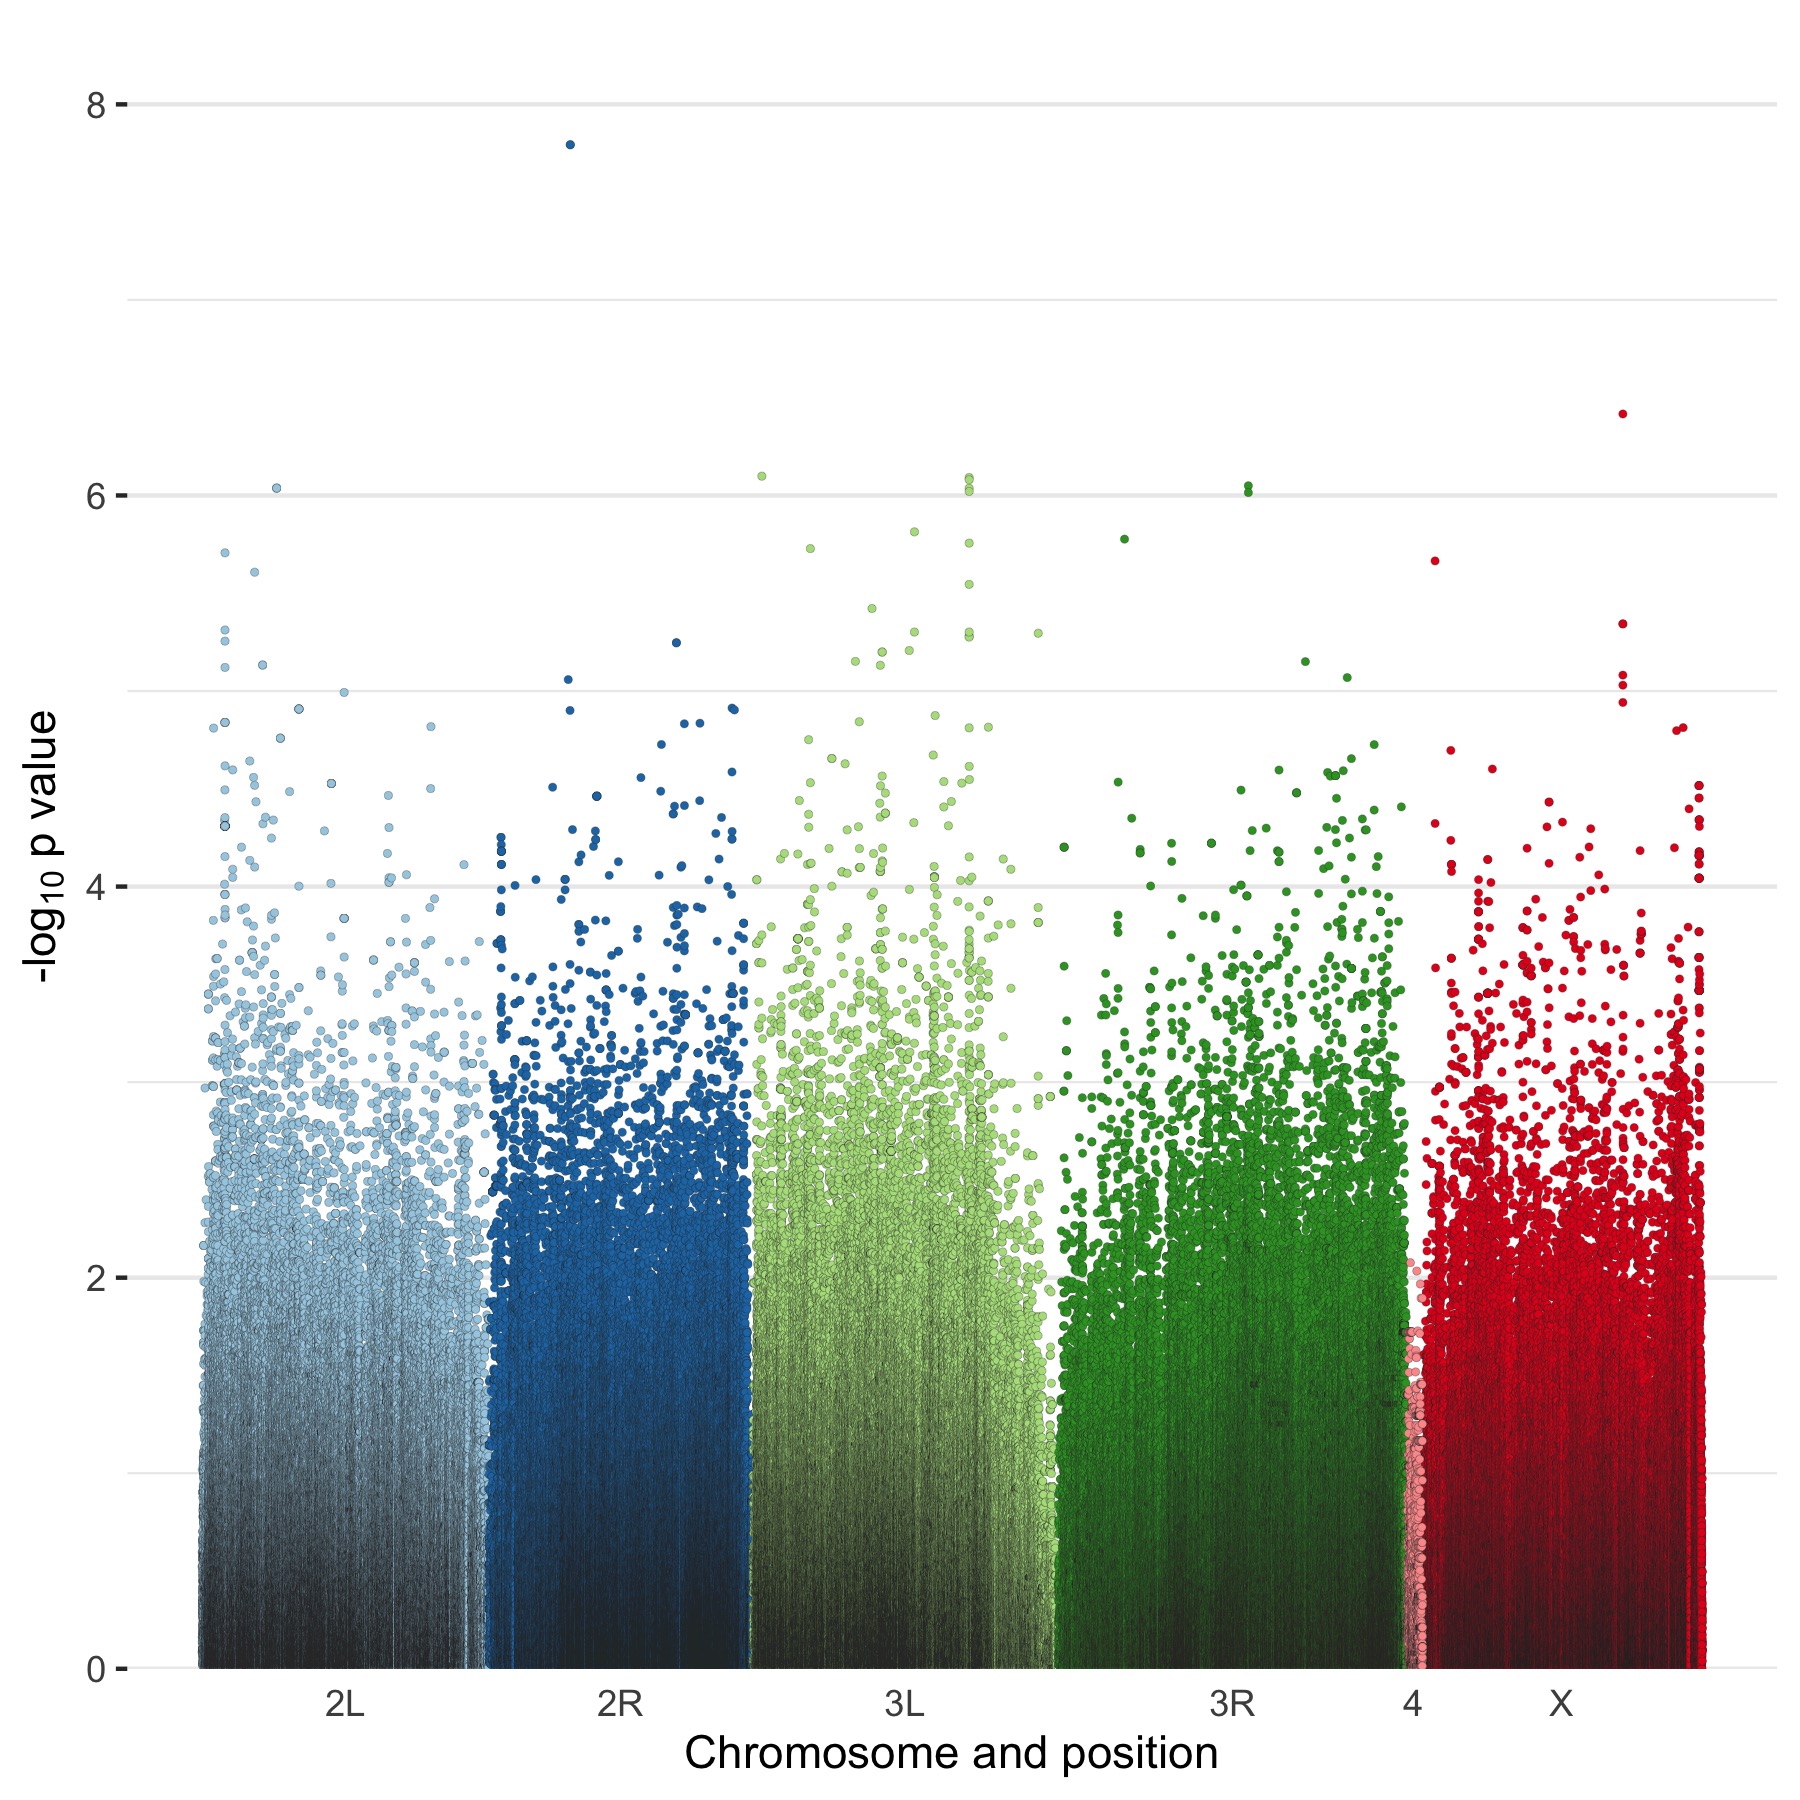 8
6
4
2
0
-log₁₀ p value
2L 2R 3L 3R 4 X
Chromosome and position